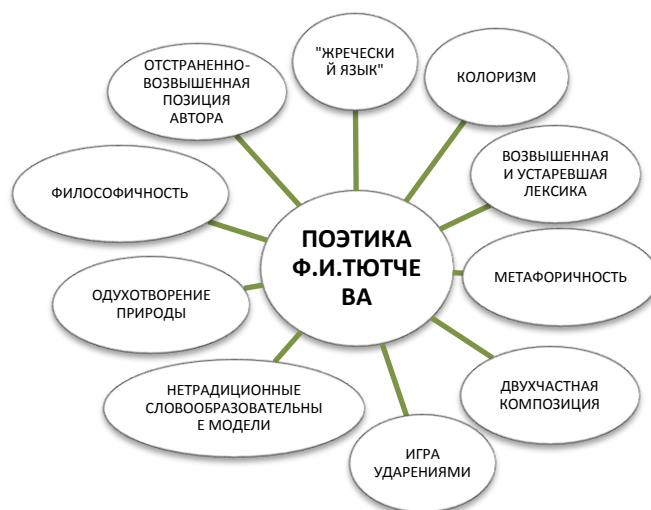 "ЖРЕЧЕСКИ
Й ЯЗЫК"
КОЛОРИЗМ
ВОЗВЫШЕННАЯ
И УСТАРЕВШАЯ
ЛЕКСИКА
МЕТАФОРИЧНОСТЬ
ДВУХЧАСТНАЯ
КОМПОЗИЦИЯ
ИГРА
УДАРЕНИЯМИ
НЕТРАДИЦИОННЫЕ
СЛОВООБРАЗОВАТЕЛЬНЫ
Е МОДЕЛИ
ОДУХОТВОРЕНИЕ
ПРИРОДЫ
ФИЛОСОФИЧНОСТЬ
ОТСТРАНЕННО-
ВОЗВЫШЕННАЯ
ПОЗИЦИЯ
АВТОРА
ПОЭТИКА
Ф.И.ТЮТЧЕ
ВА